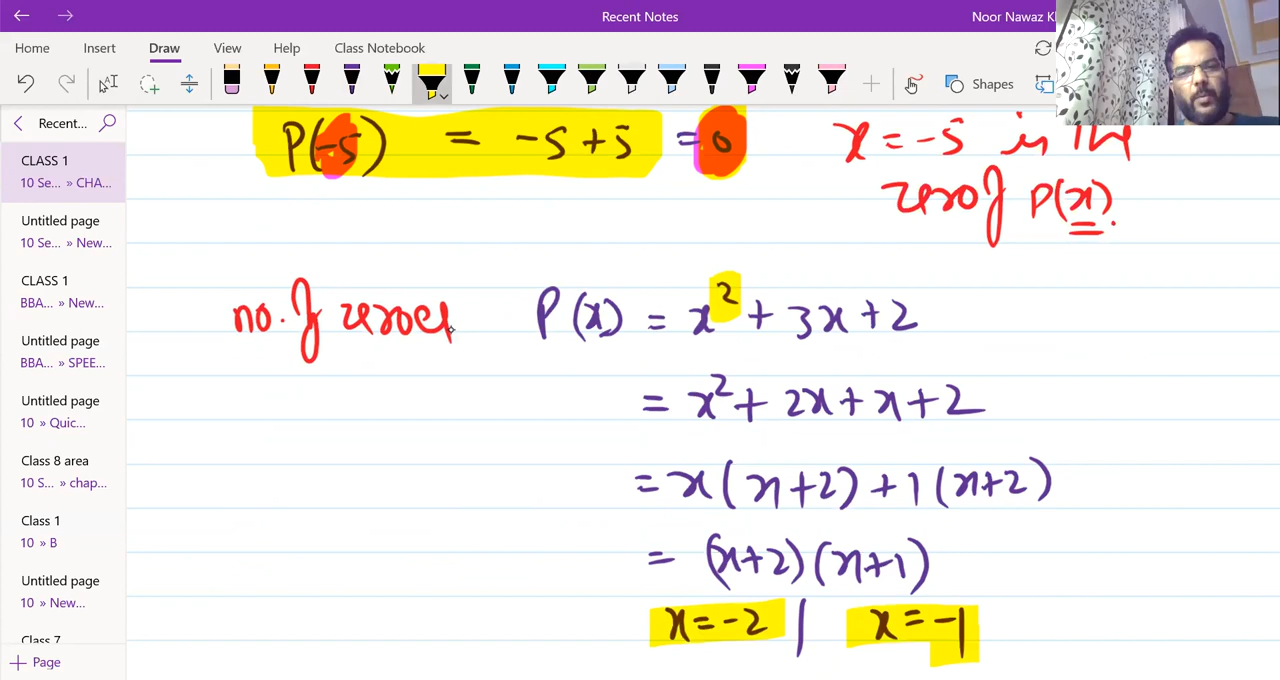 Recent Notes
Noor Nawaz Kh
Home Insert Draw View Help Class Notebook
Shapes
Recent...
CLASS 1
10 Se... » CHA...
Untitled page
10 Se... » New...
CLASS 1
BBA... » New...
Untitled page
BBA... » SPEE...
Untitled page
10 » Quic...
Class 8 area
10 S... » chap...
Class 1
10 » B
Untitled page
10 » New...
Class 7
+ Page
P(-5) = -5+5 = 0
x = -5 is the
zero of P(x).
no. of zeroes
P(x) = x² + 3x + 2
= x² + 2x + x + 2
= x(x+2) + 1(x+2)
= (x+2)(x+1)
x = -2 | x = -1